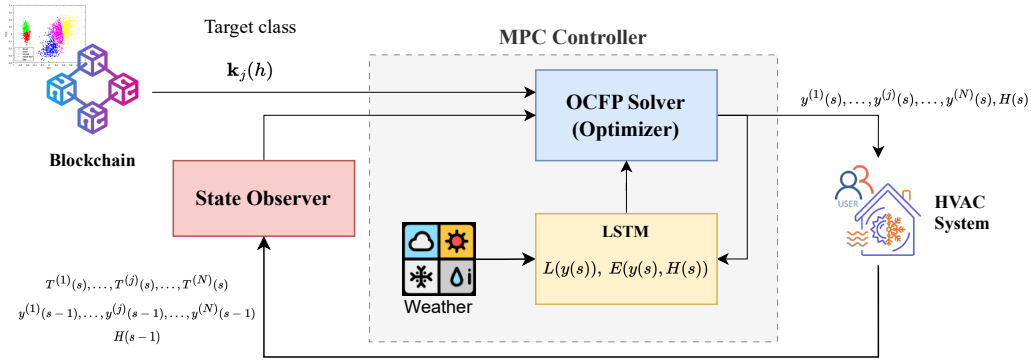 Target class
MPC Controller
𝐤ⱼ(h)
OCFP Solver
(Optimizer)
y⁽¹⁾(s), . . . , y⁽ʲ⁾(s), . . . , y⁽ᴺ⁾(s), H(s)
Blockchain
State Observer
USER
HVAC
System
LSTM
L(y(s)), E(y(s), H(s))
Weather
T⁽¹⁾(s), . . . , T⁽ʲ⁾(s), . . . , T⁽ᴺ⁾(s)
y⁽¹⁾(s−1), . . . , y⁽ʲ⁾(s−1), . . . , y⁽ᴺ⁾(s−1)
H(s−1)